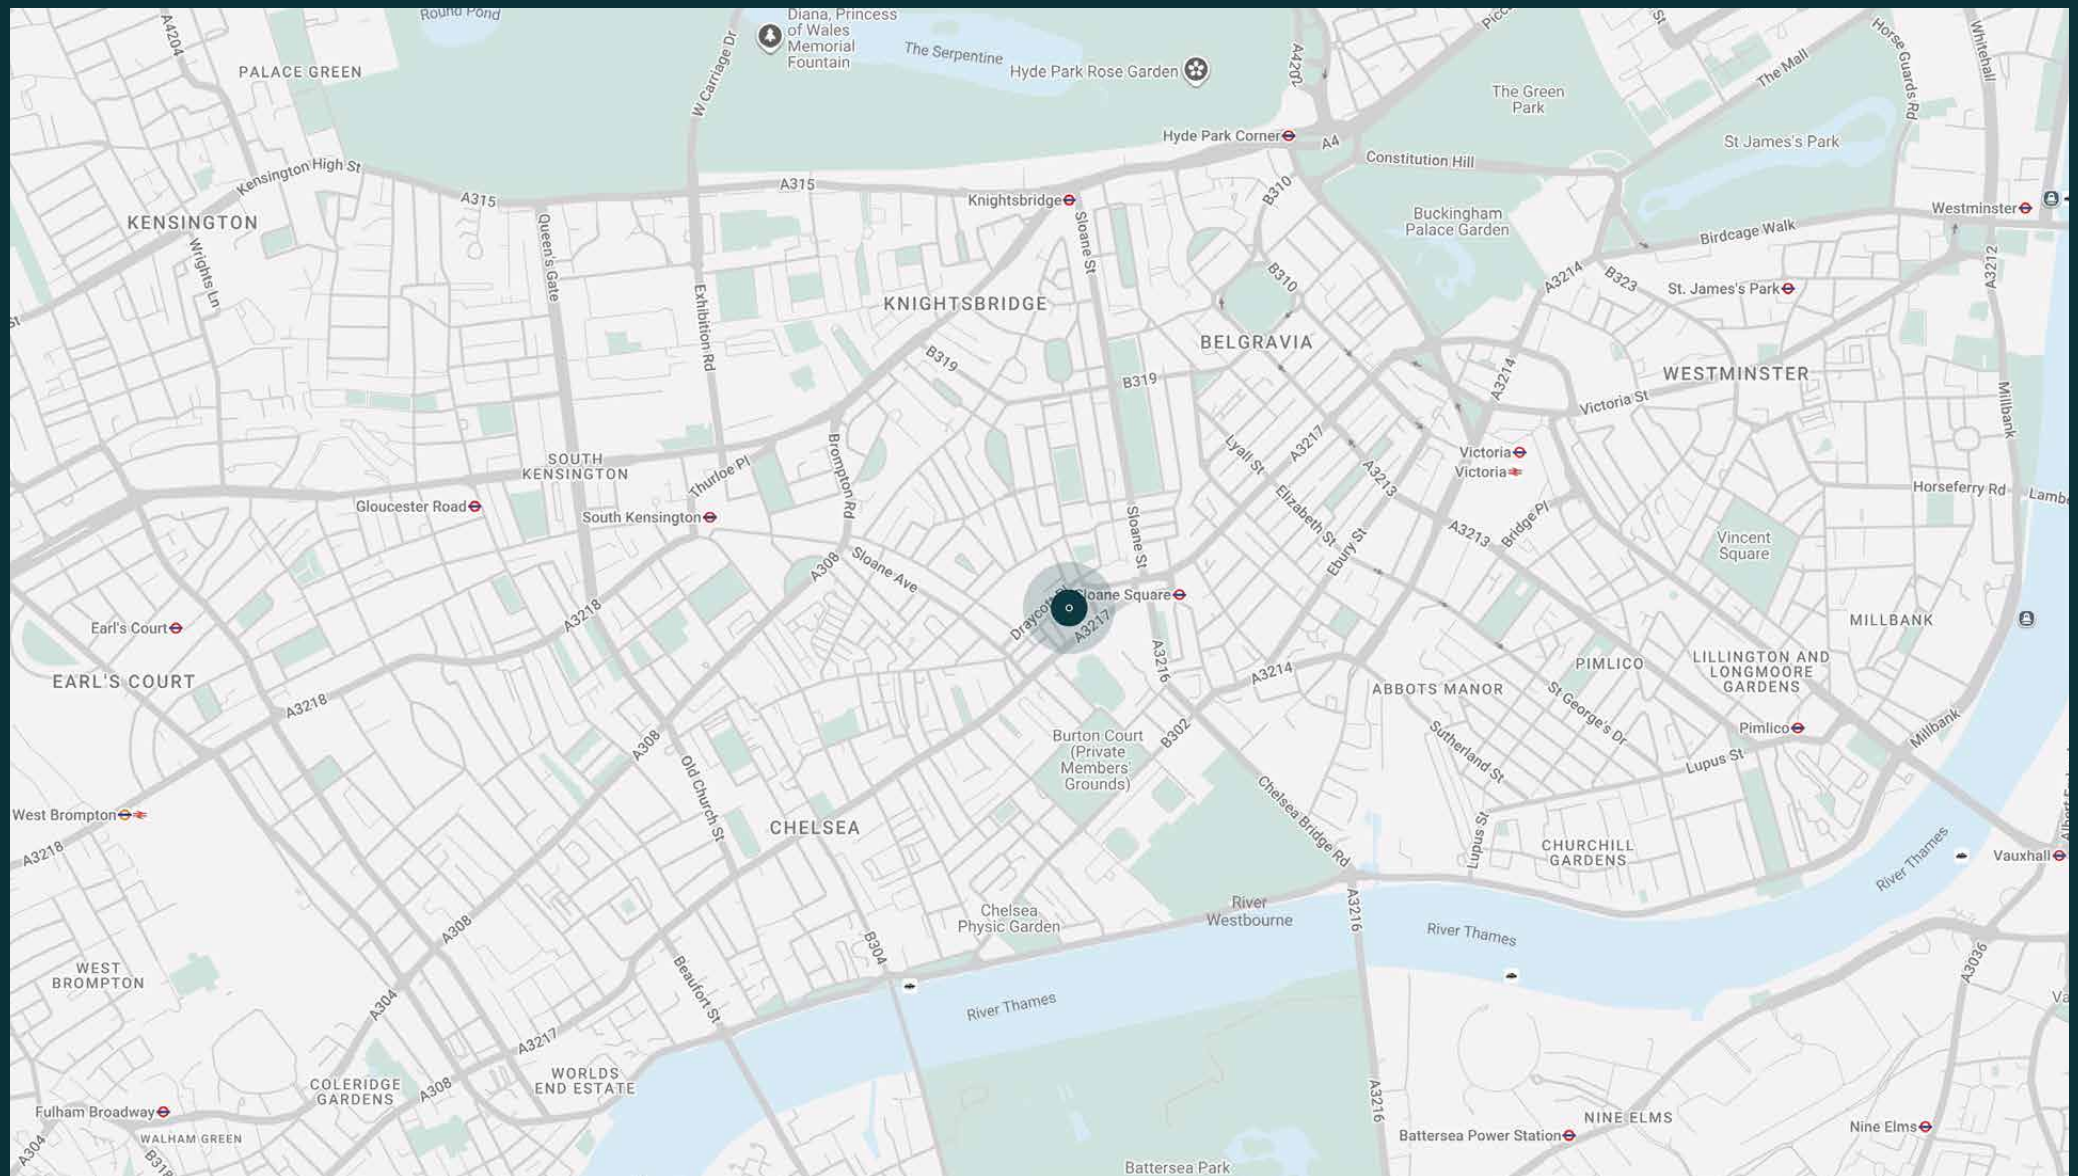 Round Pond
Diana, Princess
of Wales
Memorial
Fountain
The Serpentine
Hyde Park Rose Garden
A4204
PALACE GREEN
W Carriage Dr
A4202
The Green
Park
The Mall
Horse Guards Rd
Whitehall
St James's Park
Hyde Park Corner
A4
Constitution Hill
Kensington High St
A315
A315
Knightsbridge
B310
Buckingham
Palace Garden
Westminster
Birdcage Walk
KENSINGTON
Wrights Ln
Queen's Gate
Exhibition Rd
Sloane St
B310
A3214
B323
St. James's Park
A3212
KNIGHTSBRIDGE
BELGRAVIA
B319
B319
A3214
WESTMINSTER
Victoria St
Millbank
SOUTH
KENSINGTON
Thurloe Pl
Brompton Rd
Lyall St
A3217
A3213
Victoria
Victoria
Gloucester Road
South Kensington
Sloane St
Elizabeth St
Ebury St
A3213
Bridge Pl
Horseferry Rd
Vincent
Square
A308
Sloane Ave
Sloane Square
A3217
A3218
Earl's Court
EARL'S COURT
A3218
A3216
A3214
ABBOTS MANOR
PIMLICO
LILLINGTON AND
LONGMOORE
GARDENS
MILLBANK
St George's Dr
Pimlico
Millbank
A308
Old Church St
Burton Court
(Private
Members'
Grounds)
B302
Sutherland St
Lupus St
Chelsea Bridge Rd
West Brompton
A3218
CHELSEA
Lupus St
CHURCHILL
GARDENS
Vauxhall
River Thames
A308
Chelsea
Physic Garden
River
Westbourne
A3216
River Thames
B304
WEST
BROMPTON
A304
Beaufort St
River Thames
A3036
A3217
WORLDS
END ESTATE
COLERIDGE
GARDENS
A308
Fulham Broadway
WALHAM GREEN
A304
A3216
NINE ELMS
Battersea Power Station
Nine Elms
Battersea Park